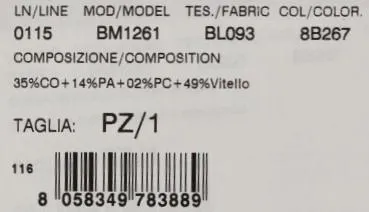 LN/LINE MOD/MODEL TES./FABRIC COL/COLOR.
0115 BM1261 BL093 8B267
COMPOSIZIONE/COMPOSITION
35%CO+14%PA+02%PC+49%Vitello
TAGLIA: PZ/1
116
8 058349 783889